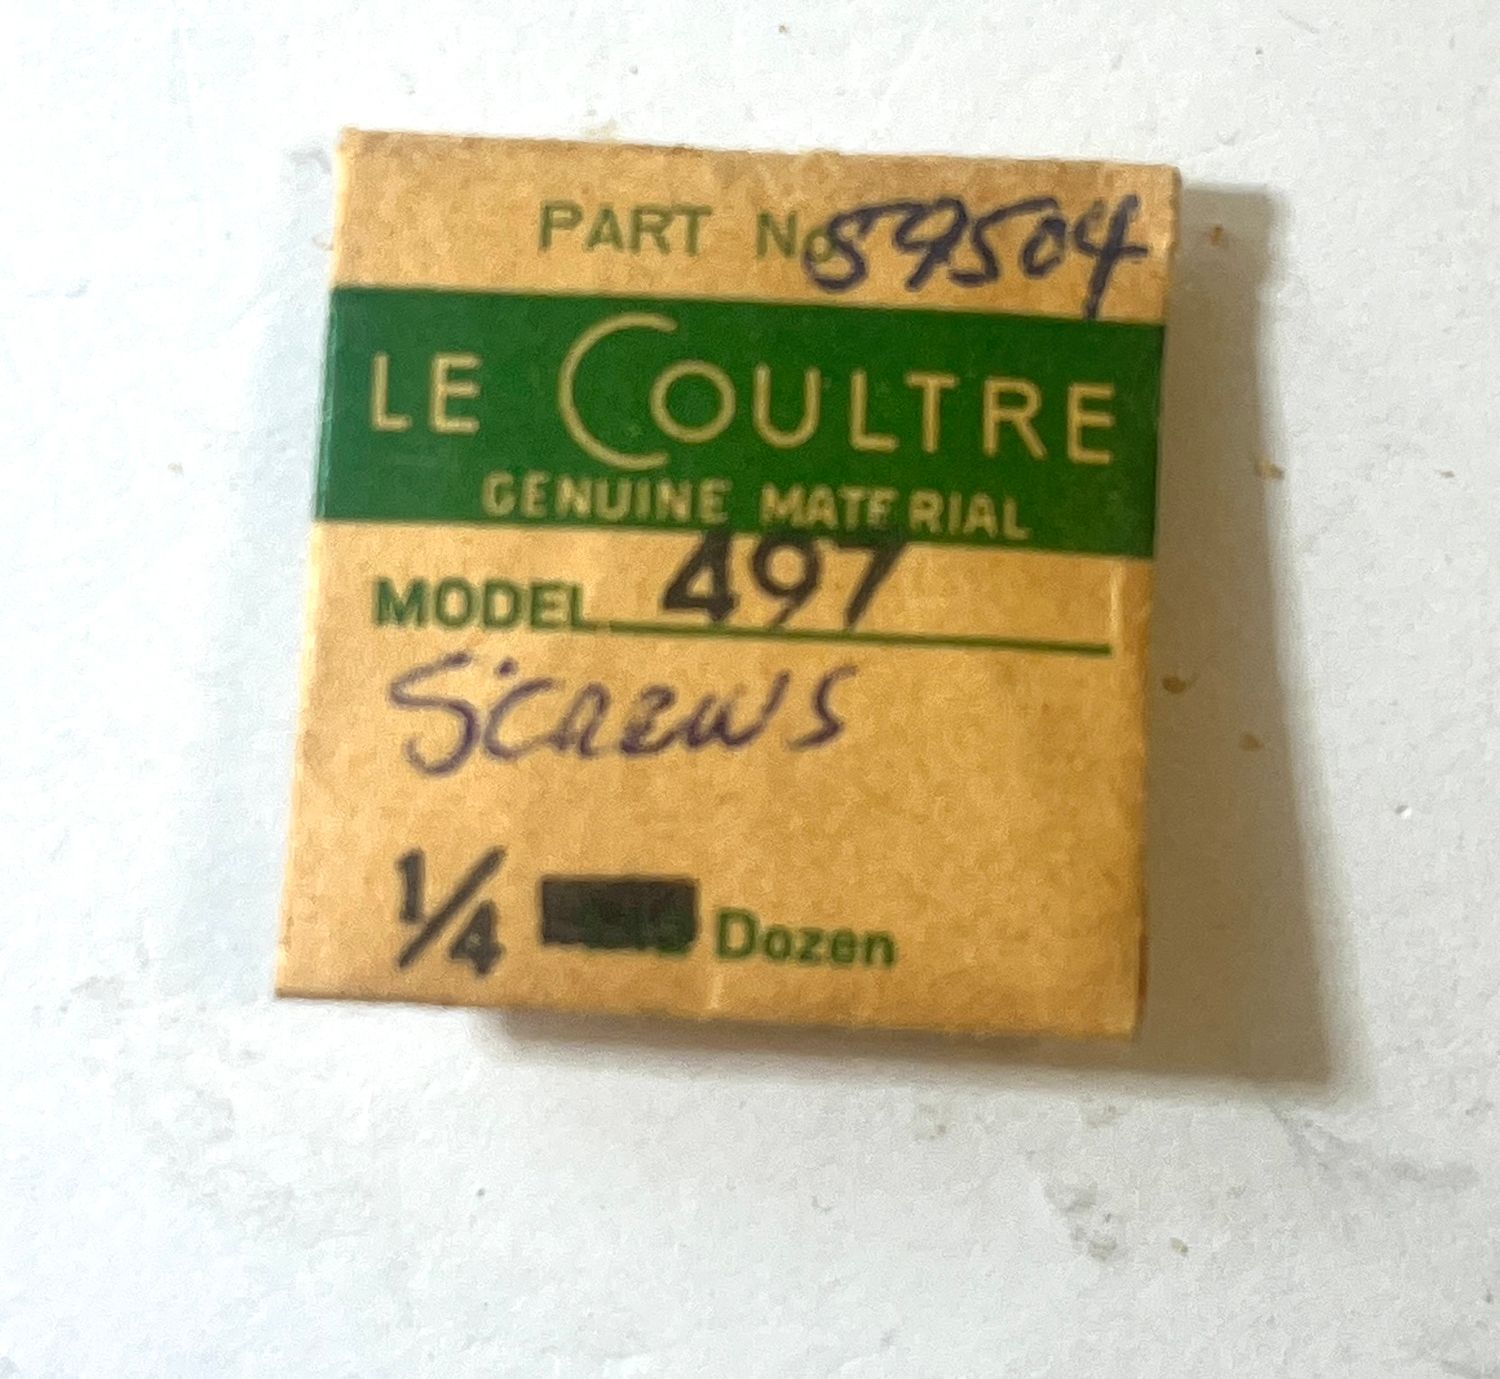 PART No 59504
LE COULTRE
GENUINE MATERIAL
MODEL 497
SCREWS
1/4 Dozen